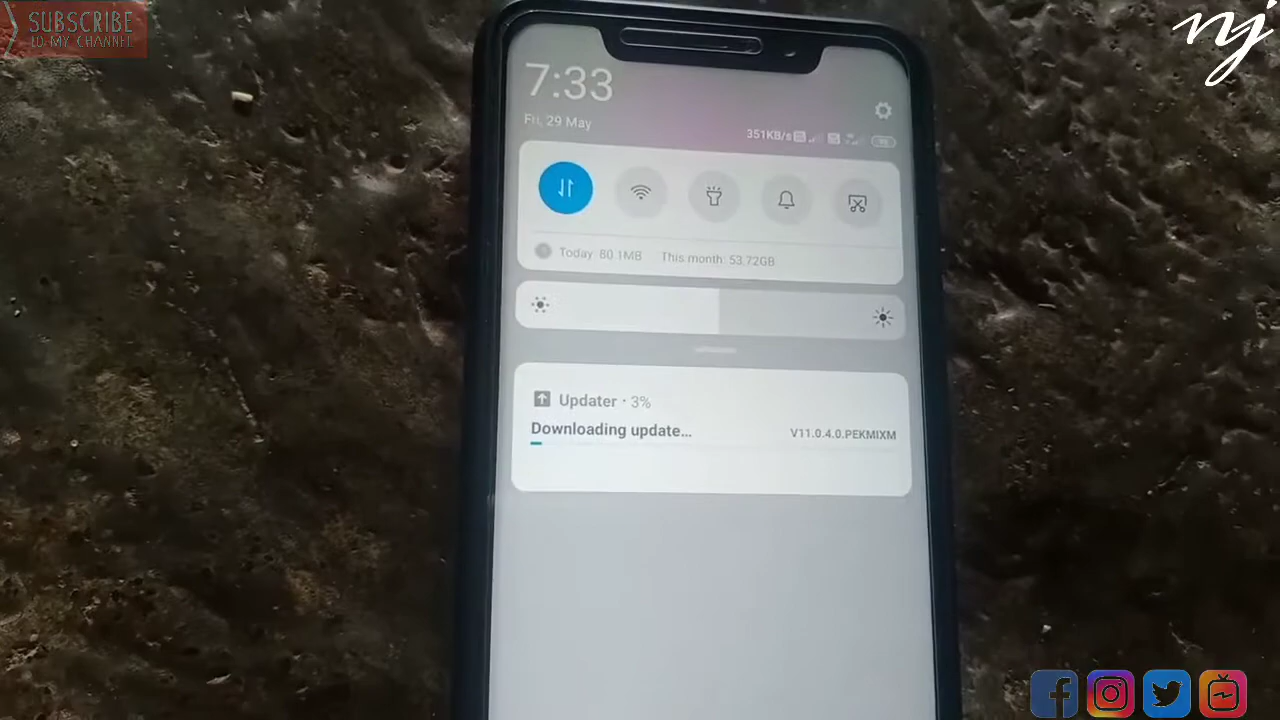 SUBSCRIBE
TO MY CHANNEL
nj
7:33
Fri, 29 May
351KB/s
Today: 80.1MB This month: 53.72GB
Updater · 3%
Downloading update...
V11.0.4.0.PEKMIXM